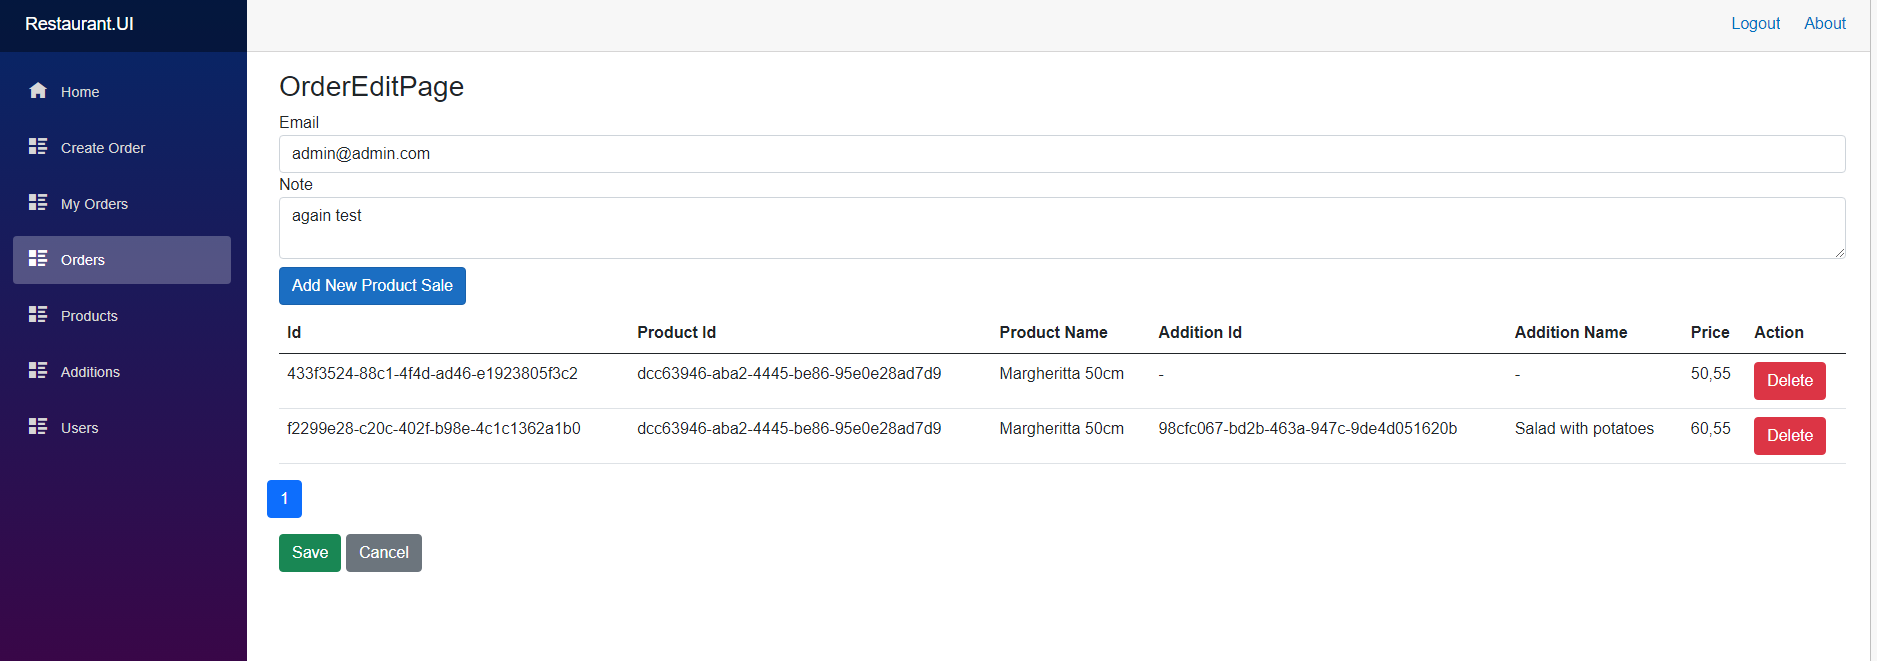 Restaurant.UI
Logout About
Home
Create Order
My Orders
Orders
Products
Additions
Users
OrderEditPage
Email
admin@admin.com
Note
again test
Add New Product Sale
Id Product Id Product Name Addition Id Addition Name Price Action
433f3524-88c1-4f4d-ad46-e1923805f3c2 dcc63946-aba2-4445-be86-95e0e28ad7d9 Margheritta 50cm - - 50,55 Delete
f2299e28-c20c-402f-b98e-4c1c1362a1b0 dcc63946-aba2-4445-be86-95e0e28ad7d9 Margheritta 50cm 98cfc067-bd2b-463a-947c-9de4d051620b Salad with potatoes 60,55 Delete
1
Save Cancel